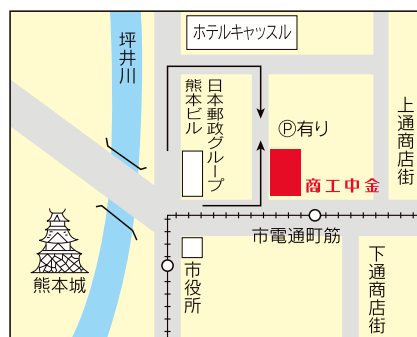 ホテルキャッスル
坪井川
日本郵政グループ
熊本ビル
上通商店街
Ⓟ有り
商工中金
市電通町筋
熊本城
市役所
下通商店街